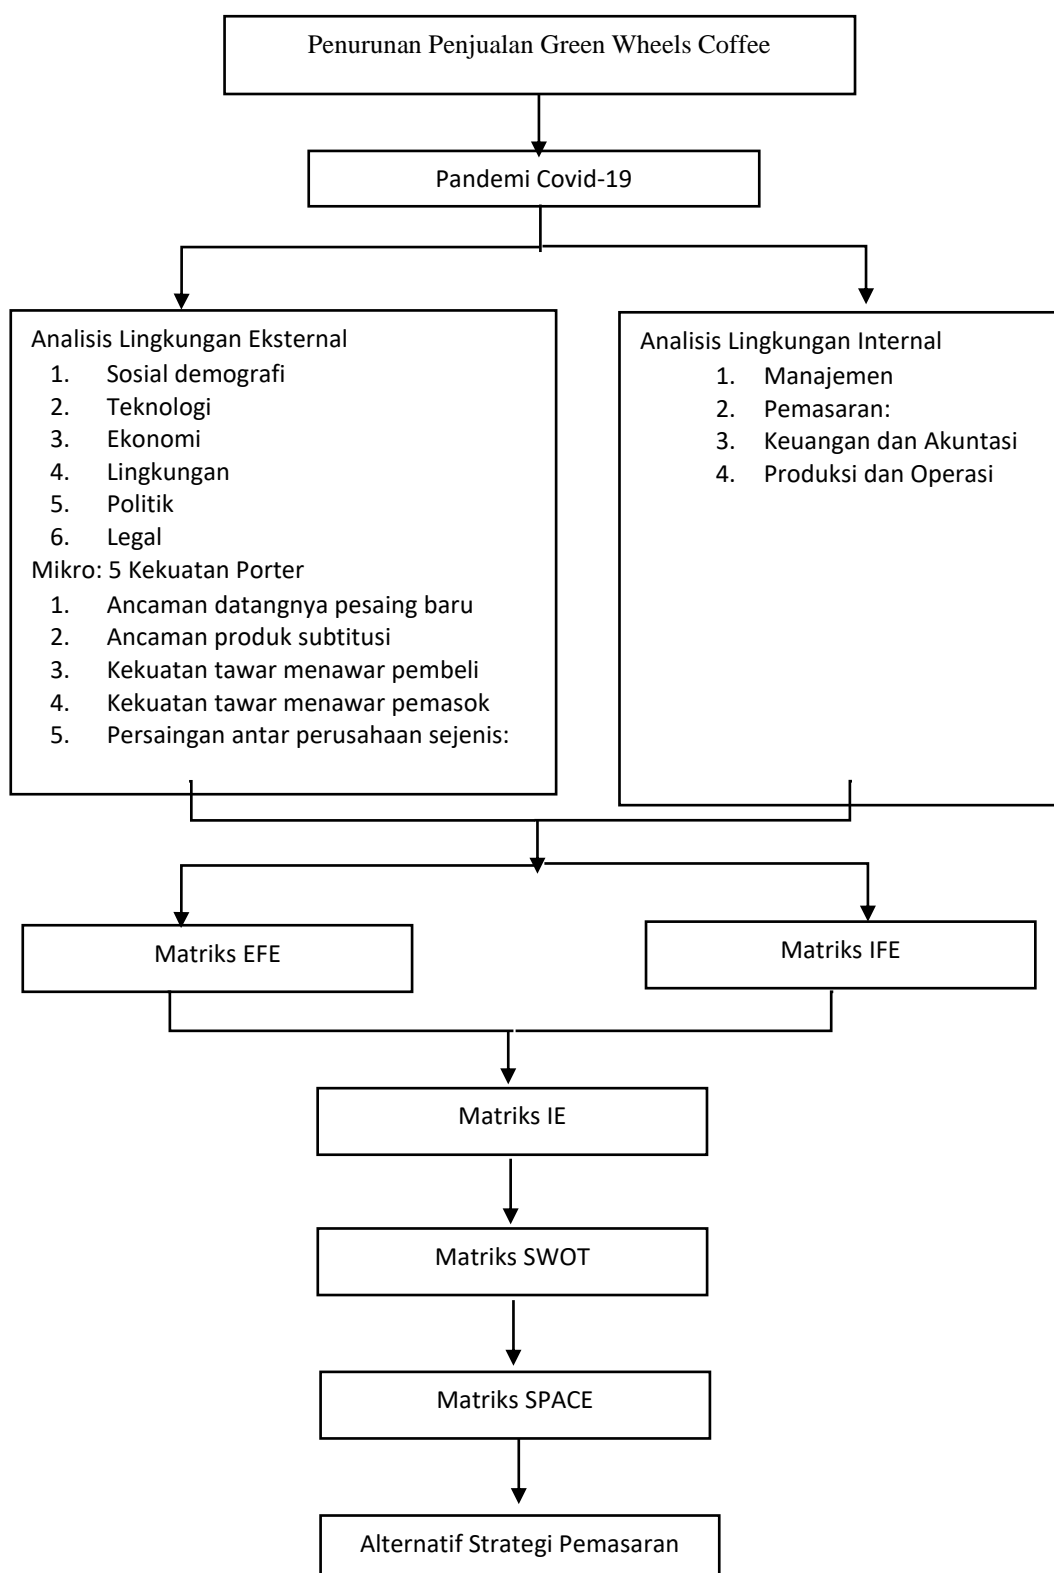 Penurunan Penjualan Green Wheels Coffee
Pandemi Covid-19
Analisis Lingkungan Eksternal
1. Sosial demografi
2. Teknologi
3. Ekonomi
4. Lingkungan
5. Politik
6. Legal
Mikro: 5 Kekuatan Porter
1. Ancaman datangnya pesaing baru
2. Ancaman produk subtitusi
3. Kekuatan tawar menawar pembeli
4. Kekuatan tawar menawar pemasok
5. Persaingan antar perusahaan sejenis:
Analisis Lingkungan Internal
1. Manajemen
2. Pemasaran:
3. Keuangan dan Akuntasi
4. Produksi dan Operasi
Matriks EFE
Matriks IFE
Matriks IE
Matriks SWOT
Matriks SPACE
Alternatif Strategi Pemasaran